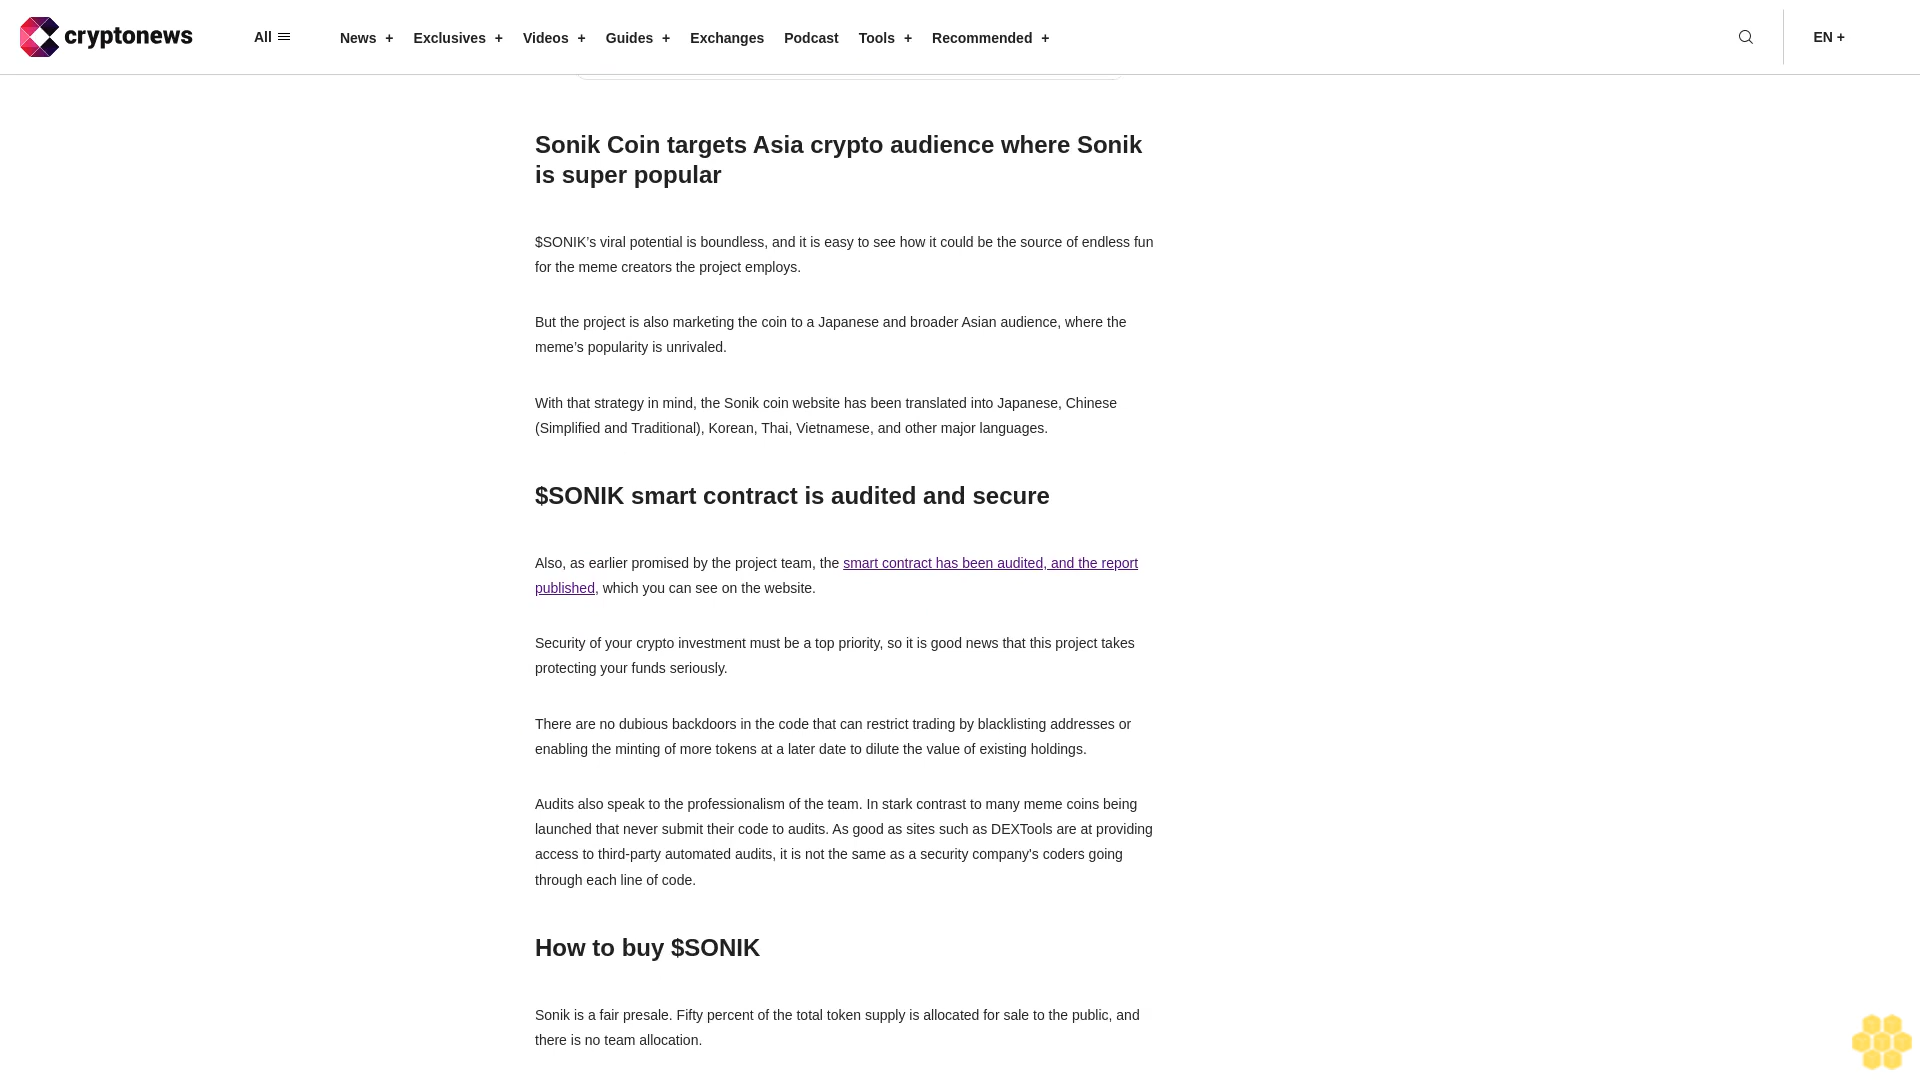 cryptonews
All
News +
Exclusives +
Videos +
Guides +
Exchanges
Podcast
Tools +
Recommended +
EN +
Sonik Coin targets Asia crypto audience where Sonik
is super popular
$SONIK’s viral potential is boundless, and it is easy to see how it could be the source of endless fun
for the meme creators the project employs.
But the project is also marketing the coin to a Japanese and broader Asian audience, where the
meme’s popularity is unrivaled.
With that strategy in mind, the Sonik coin website has been translated into Japanese, Chinese
(Simplified and Traditional), Korean, Thai, Vietnamese, and other major languages.
$SONIK smart contract is audited and secure
Also, as earlier promised by the project team, the smart contract has been audited, and the report
published, which you can see on the website.
Security of your crypto investment must be a top priority, so it is good news that this project takes
protecting your funds seriously.
There are no dubious backdoors in the code that can restrict trading by blacklisting addresses or
enabling the minting of more tokens at a later date to dilute the value of existing holdings.
Audits also speak to the professionalism of the team. In stark contrast to many meme coins being
launched that never submit their code to audits. As good as sites such as DEXTools are at providing
access to third-party automated audits, it is not the same as a security company's coders going
through each line of code.
How to buy $SONIK
Sonik is a fair presale. Fifty percent of the total token supply is allocated for sale to the public, and
there is no team allocation.